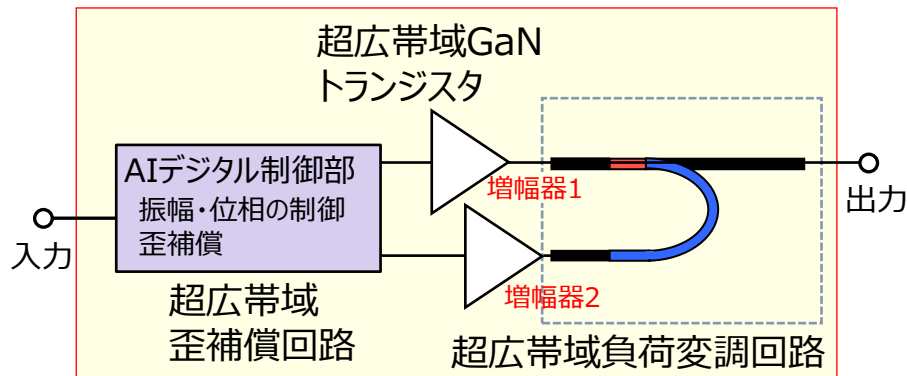 超広帯域GaN
トランジスタ
AIデジタル制御部
振幅・位相の制御
歪補償
増幅器1
出力
入力
増幅器2
超広帯域
歪補償回路
超広帯域負荷変調回路